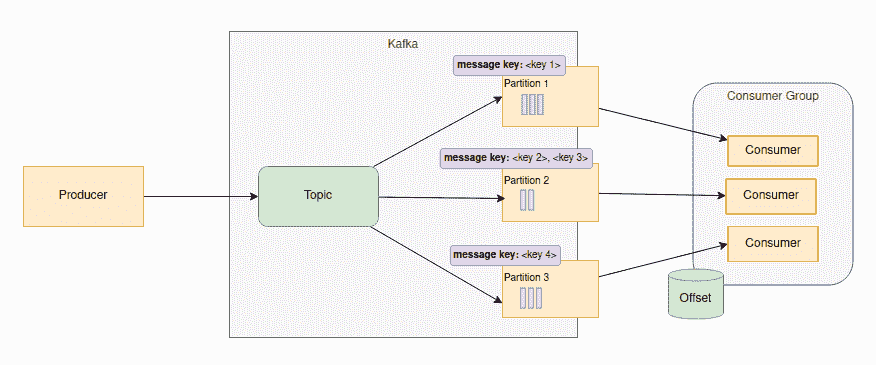 Kafka
message key: <key 1>
Partition 1
Consumer Group
Consumer
message key: <key 2>, <key 3>
Producer
Topic
Partition 2
Consumer
message key: <key 4>
Consumer
Partition 3
Offset